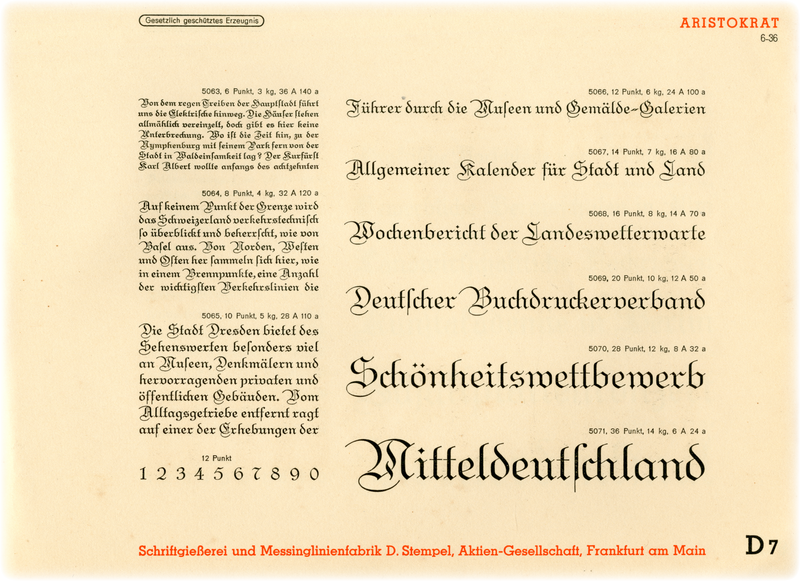 Gesetzlich geschütztes Erzeugnis
ARISTOKRAT
6-36
5063, 6 Punkt, 3 kg, 36 A 140 a
Von dem regen Treiben der Hauptſtadt führt
uns die Elektriſche hinweg. Die Häuſer ſtehen
allmählich vereinzelt, doch gibt es hier keine
Unterbrechung. Wo iſt die Zeit hin, zu der
Nymphenburg mit ſeinem Park fern von der
Stadt in Waldeinſamkeit lag? Der Kurfürſt
Karl Albert wollte anfangs des achtzehnten
5064, 8 Punkt, 4 kg, 32 A 120 a
Auf keinem Punkt der Grenze wird
das Schweizerland verkehrstechniſch
ſo überblickt und beherrſcht, wie von
Baſel aus. Von Norden, Weſten
und Oſten her ſammeln ſich hier, wie
in einem Brennpunkte, eine Anzahl
der wichtigſten Verkehrslinien die
5065, 10 Punkt, 5 kg, 28 A 110 a
Die Stadt Dresden bietet des
Sehenswerten beſonders viel
an Muſeen, Denkmälern und
hervorragenden privaten und
öffentlichen Gebäuden. Vom
Alltagsgetriebe entfernt ragt
auf einer der Erhebungen der
12 Punkt
1 2 3 4 5 6 7 8 9 0
5066, 12 Punkt, 6 kg, 24 A 100 a
Führer durch die Muſeen und Gemälde-Galerien
5067, 14 Punkt, 7 kg, 16 A 80 a
Allgemeiner Kalender für Stadt und Land
5068, 16 Punkt, 8 kg, 14 A 70 a
Wochenbericht der Landeswetterwarte
5069, 20 Punkt, 10 kg, 12 A 50 a
Deutſcher Buchdruckerverband
5070, 28 Punkt, 12 kg, 8 A 32 a
Schönheitswettbewerb
5071, 36 Punkt, 14 kg, 6 A 24 a
Mitteldeutſchland
Schriftgießerei und Messinglinienfabrik D. Stempel, Aktien-Gesellschaft, Frankfurt am Main
D 7